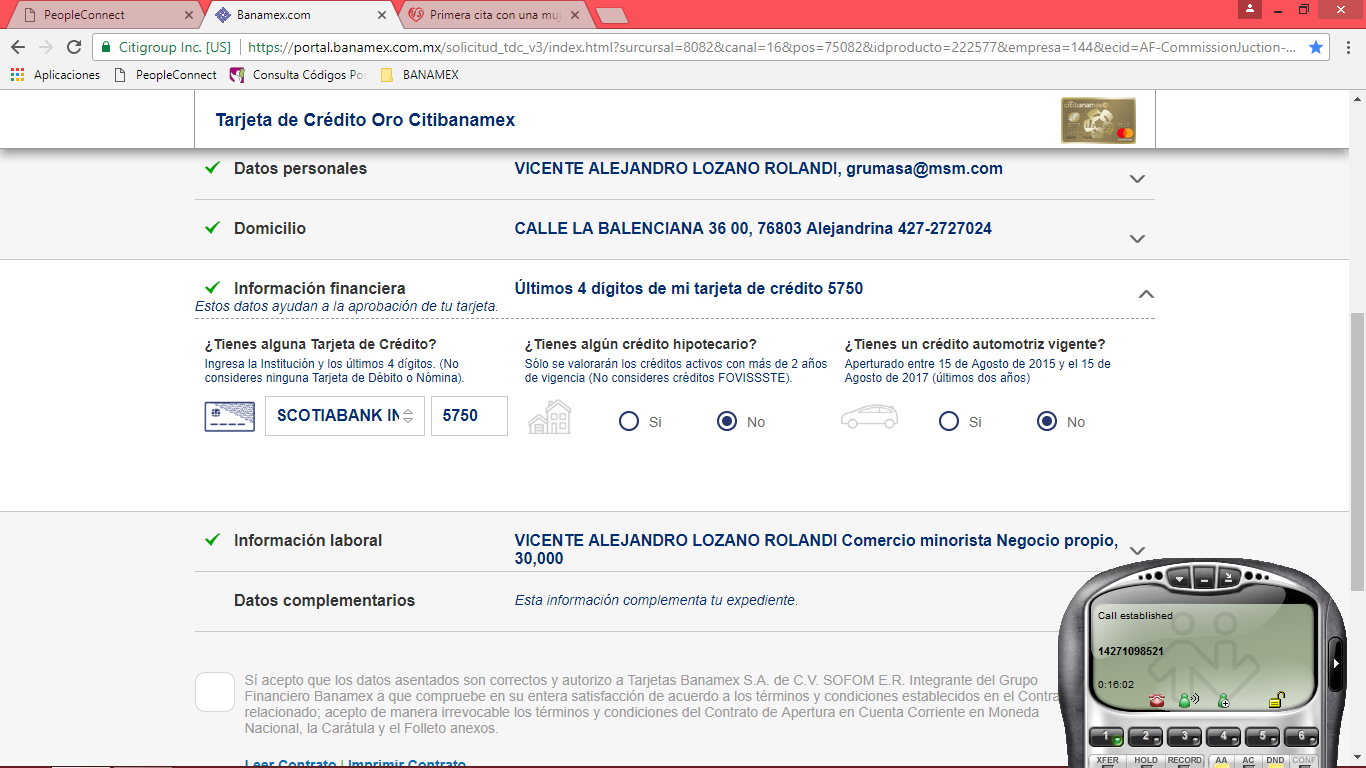 PeopleConnect
Banamex.com
Primera cita con una muj
Citigroup Inc. [US]
https://portal.banamex.com.mx/solicitud_tdc_v3/index.html?surcursal=8082&canal=16&pos=75082&idproducto=222577&empresa=144&ecid=AF-CommissionJuction-...
Aplicaciones
PeopleConnect
Consulta Códigos Po
BANAMEX
Tarjeta de Crédito Oro Citibanamex
citibanamex
Datos personales
VICENTE ALEJANDRO LOZANO ROLANDI, grumasa@msm.com
Domicilio
CALLE LA BALENCIANA 36 00, 76803 Alejandrina 427-2727024
Información financiera
Últimos 4 dígitos de mi tarjeta de crédito 5750
Estos datos ayudan a la aprobación de tu tarjeta.
¿Tienes alguna Tarjeta de Crédito?
Ingresa la Institución y los últimos 4 dígitos. (No
consideres ninguna Tarjeta de Débito o Nómina).
SCOTIABANK IN
5750
¿Tienes algún crédito hipotecario?
Sólo se valorarán los créditos activos con más de 2 años
de vigencia (No consideres créditos FOVISSSTE).
Si
No
¿Tienes un crédito automotriz vigente?
Aperturado entre 15 de Agosto de 2015 y el 15 de
Agosto de 2017 (últimos dos años)
Si
No
Información laboral
VICENTE ALEJANDRO LOZANO ROLANDI Comercio minorista Negocio propio,
30,000
Datos complementarios
Esta información complementa tu expediente.
Sí acepto que los datos asentados son correctos y autorizo a Tarjetas Banamex S.A. de C.V. SOFOM E.R. Integrante del Grupo
Financiero Banamex a que compruebe en su entera satisfacción de acuerdo a los términos y condiciones establecidos en el Contra
relacionado; acepto de manera irrevocable los términos y condiciones del Contrato de Apertura en Cuenta Corriente en Moneda
Nacional, la Carátula y el Folleto anexos.
Leer Contrato | Imprimir Contrato
Call established
14271098521
0:16:02
1 2 3 4 5 6
XFER HOLD RECORD AA AC DND CONF